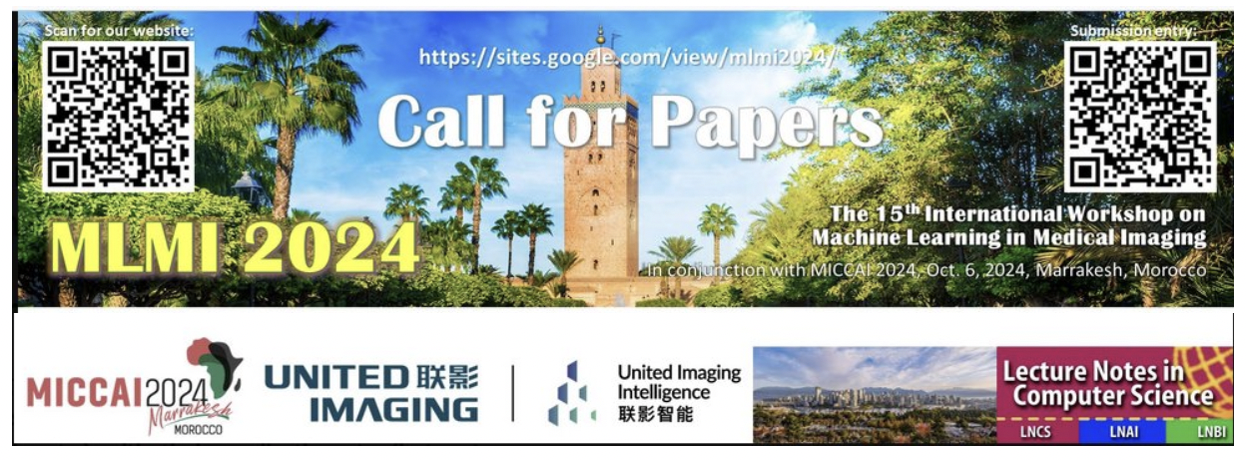 Scan for our website:
Submission entry:
https://sites.google.com/view/mlmi2024/
Call for Papers
MLMI 2024
The 15th International Workshop on
Machine Learning in Medical Imaging
In conjunction with MICCAI 2024, Oct. 6, 2024, Marrakesh, Morocco
MICCAI2024
Marrakesh
MOROCCO
UNITED 联影
IMAGING
United Imaging
Intelligence
联影智能
Lecture Notes in
Computer Science
LNCS LNAI LNBI